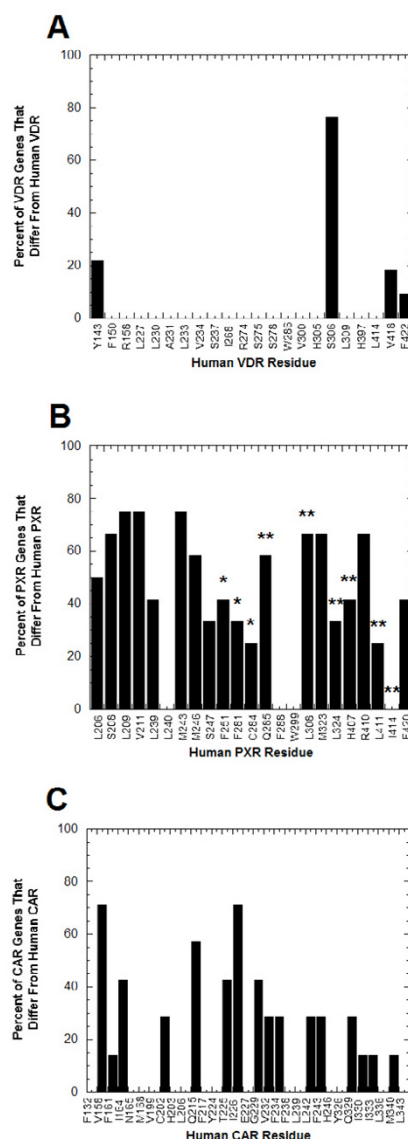 A
Percent of VDR Genes That
Differ From Human VDR
100
80
60
40
20
0
Y143
F150
R158
L227
L230
A231
L233
V234
S237
I268
R274
S275
S278
W286
V300
H305
S306
L309
H397
L414
V418
F422
Human VDR Residue
B
Percent of PXR Genes That
Differ From Human PXR
100
80
60
40
20
0
*
*
*
**
**
**
**
**
**
L206
S208
L209
V211
L239
L240
M243
M246
S247
F251
F281
C284
Q285
F288
W299
L308
M323
L324
H407
R410
L411
I414
F420
Human PXR Residue
C
Percent of CAR Genes That
Differ From Human CAR
100
80
60
40
20
0
F132
V158
F161
I164
N165
M168
V199
C202
H203
L206
Q215
F217
Y224
T225
I226
E227
G229
V232
F234
F238
L239
L242
F243
H246
Y326
Q329
I330
I333
L336
M340
L343
Human CAR Residue